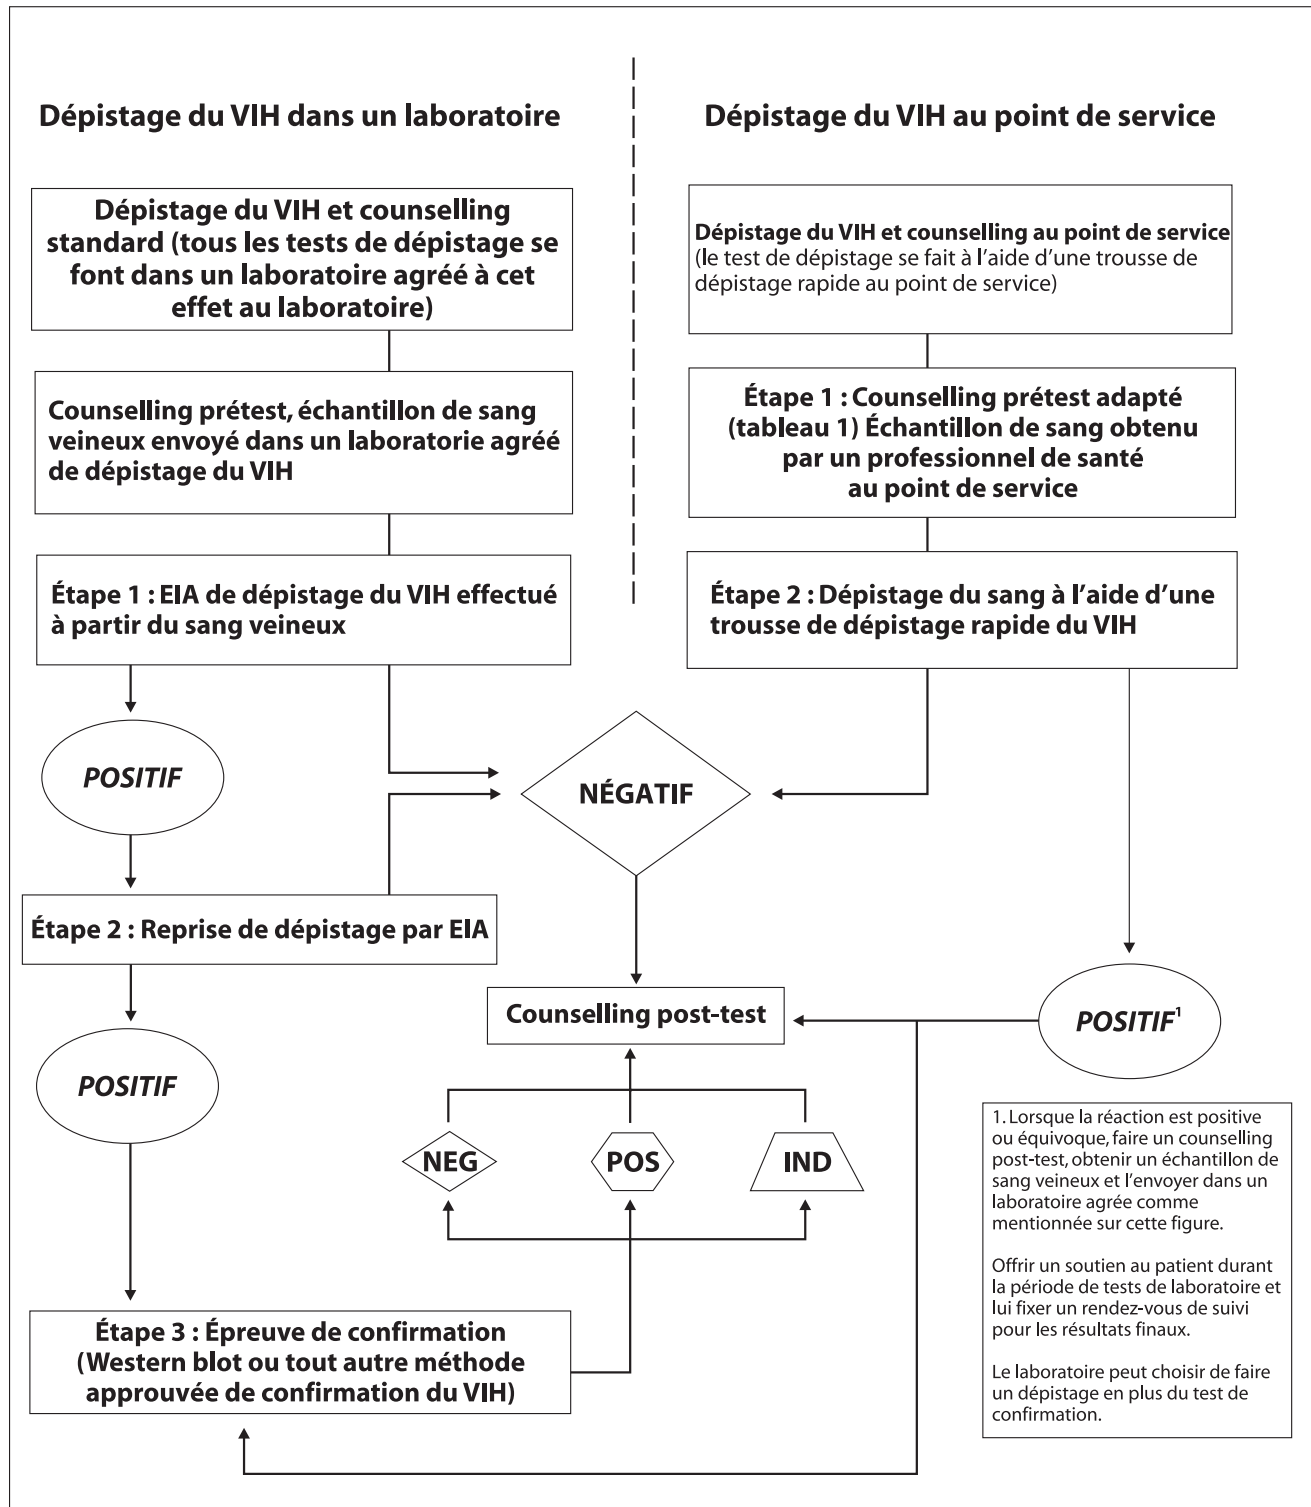 Dépistage du VIH dans un laboratoire
Dépistage du VIH et counselling
standard (tous les tests de dépistage se
font dans un laboratoire agréé à cet
effet au laboratoire)
Counselling prétest, échantillon de sang
veineux envoyé dans un laboratorie agréé
de dépistage du VIH
Étape 1 : EIA de dépistage du VIH effectué
à partir du sang veineux
POSITIF
Étape 2 : Reprise de dépistage par EIA
POSITIF
Étape 3 : Épreuve de confirmation
(Western blot ou tout autre méthode
approuvée de confirmation du VIH)
Dépistage du VIH au point de service
Dépistage du VIH et counselling au point de service
(le test de dépistage se fait à l'aide d'une trousse de
dépistage rapide au point de service)
Étape 1 : Counselling prétest adapté
(tableau 1) Échantillon de sang obtenu
par un professionnel de santé
au point de service
Étape 2 : Dépistage du sang à l'aide d'une
trousse de dépistage rapide du VIH
NÉGATIF
Counselling post-test
NEG
POS
IND
POSITIF¹
1. Lorsque la réaction est positive
ou équivoque, faire un counselling
post-test, obtenir un échantillon de
sang veineux et l'envoyer dans un
laboratoire agrée comme
mentionnée sur cette figure.
Offrir un soutien au patient durant
la période de tests de laboratoire et
lui fixer un rendez-vous de suivi
pour les résultats finaux.
Le laboratoire peut choisir de faire
un dépistage en plus du test de
confirmation.